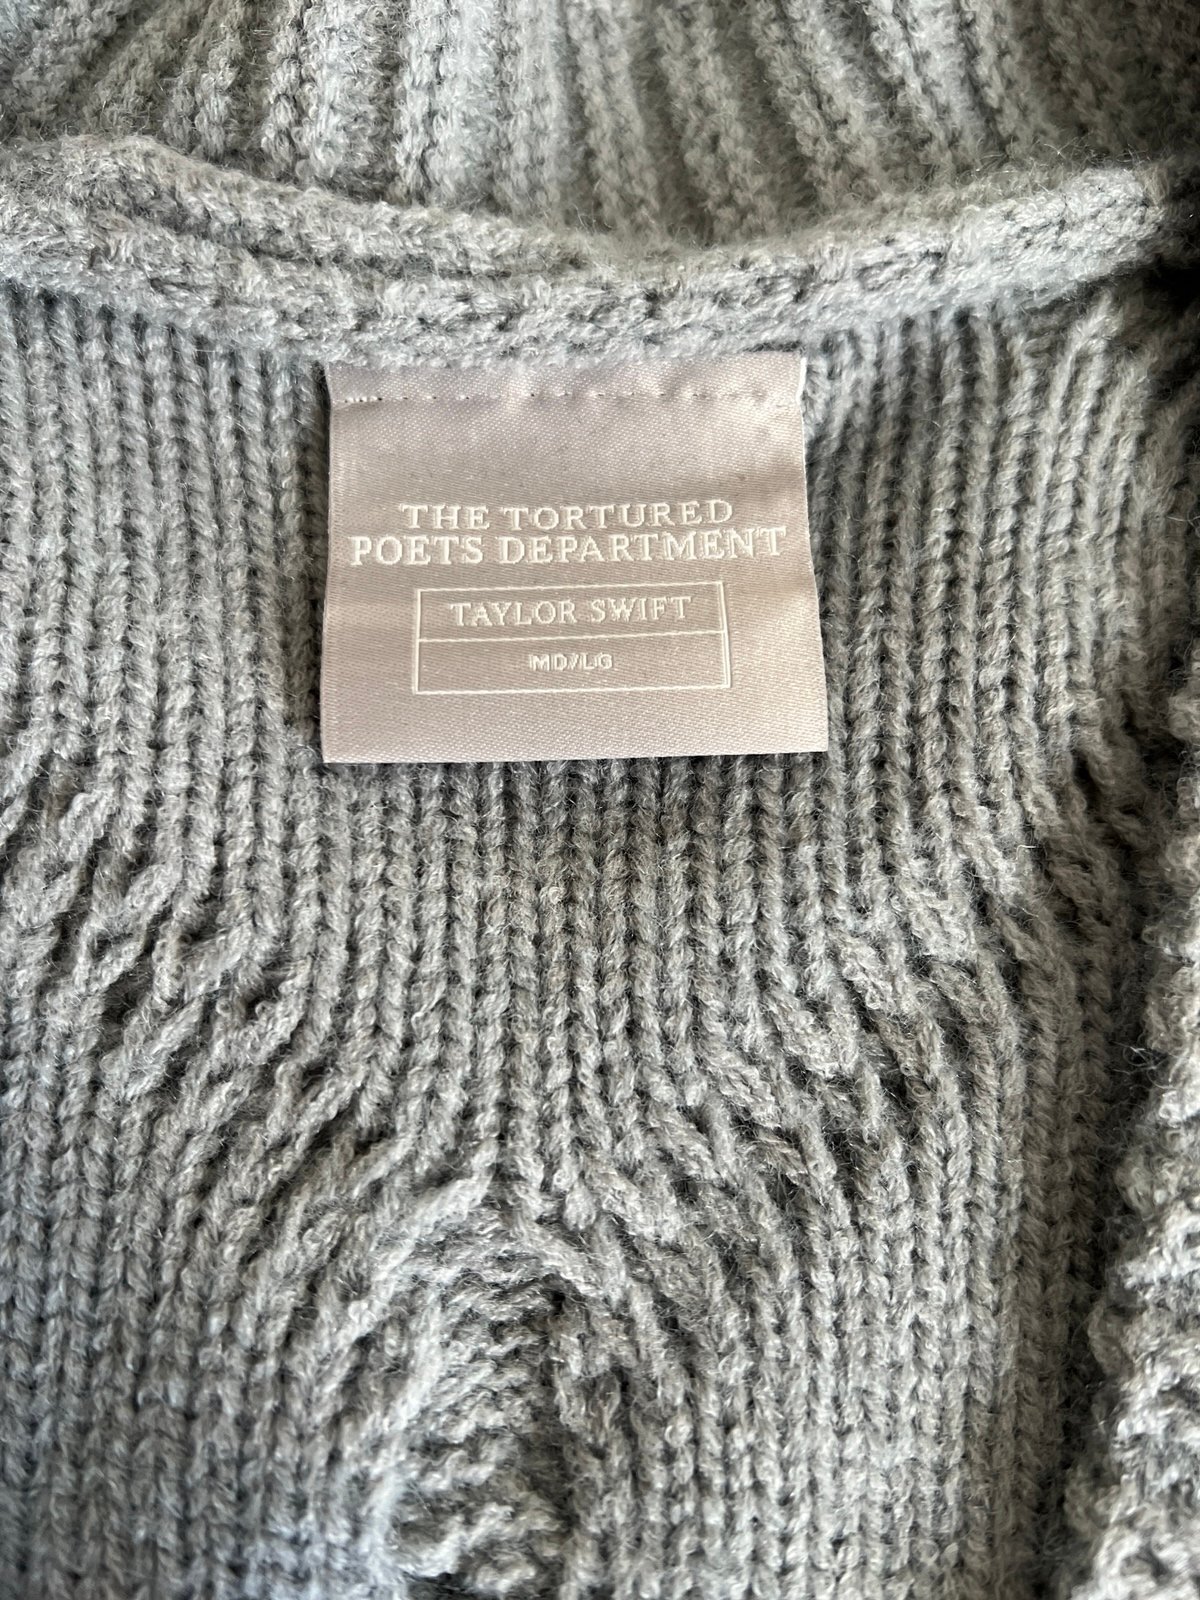 THE TORTURED
POETS DEPARTMENT
TAYLOR SWIFT
MD/LG